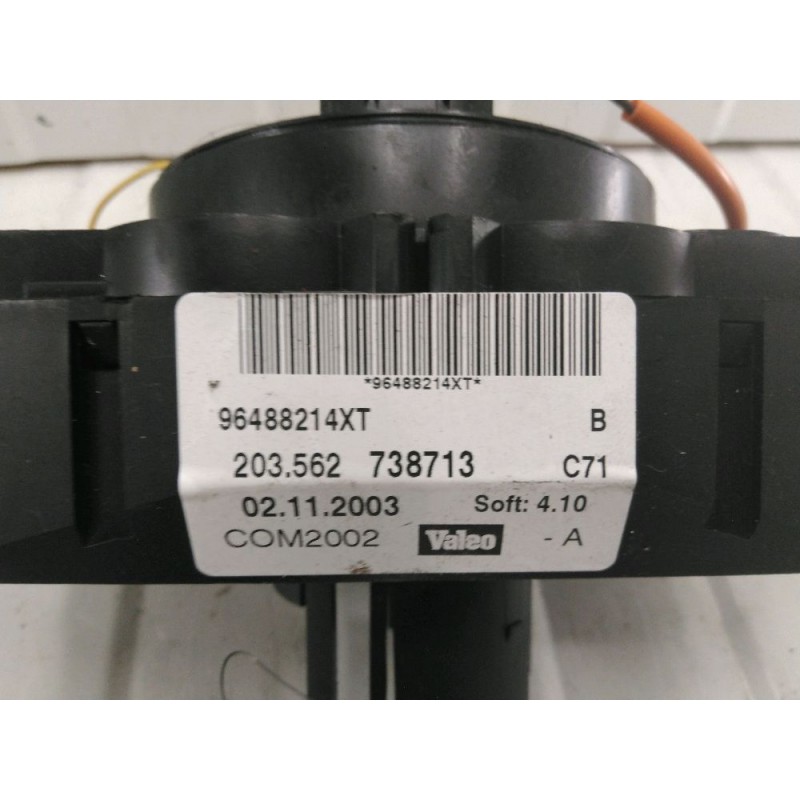 *96488214XT*
96488214XT B
203.562 738713 C71
02.11.2003 Soft: 4.10
COM2002 Valeo - A